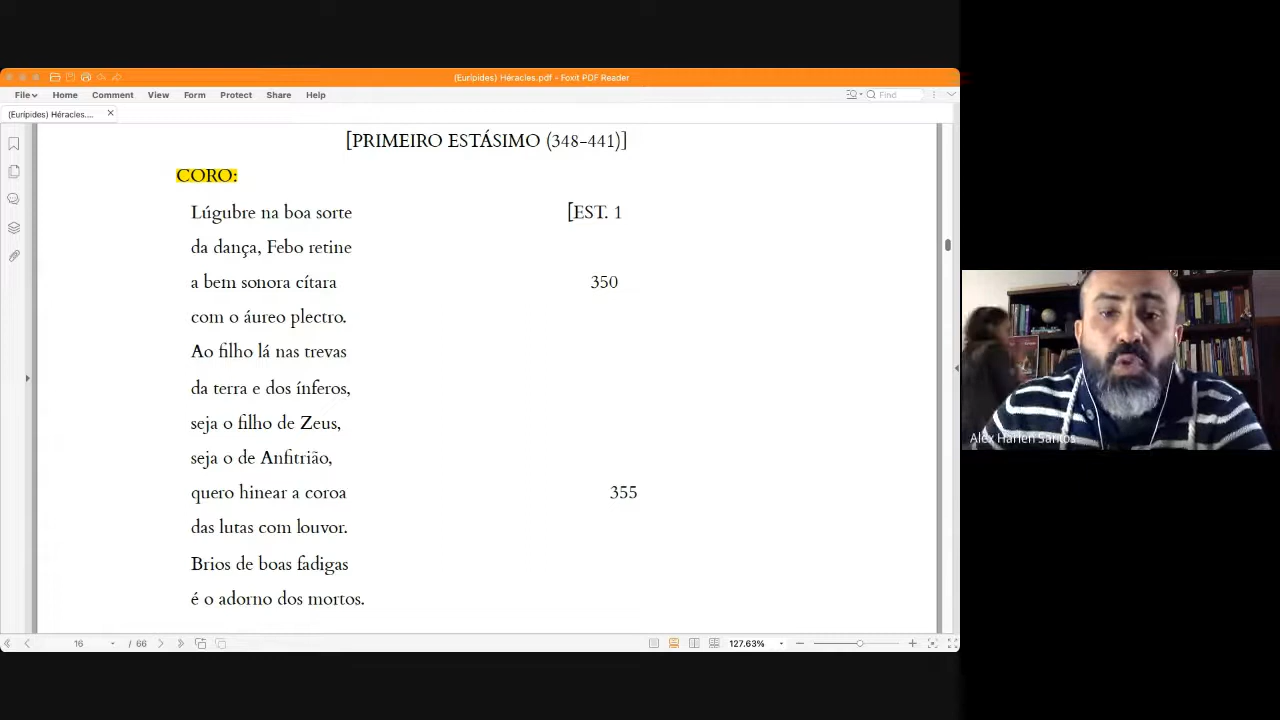 (Eurípides) Héracles.pdf - Foxit PDF Reader
File Home Comment View Form Protect Share Help Find
(Eurípides) Héracles....
[PRIMEIRO ESTÁSIMO (348-441)]
CORO:
Lúgubre na boa sorte [EST. 1
da dança, Febo retine
a bem sonora cítara 350
com o áureo plectro.
Ao filho lá nas trevas
da terra e dos ínferos,
seja o filho de Zeus,
seja o de Anfitrião,
quero hinear a coroa 355
das lutas com louvor.
Brios de boas fadigas
é o adorno dos mortos.
16 / 66 127.63%
Alex Harlen Santos